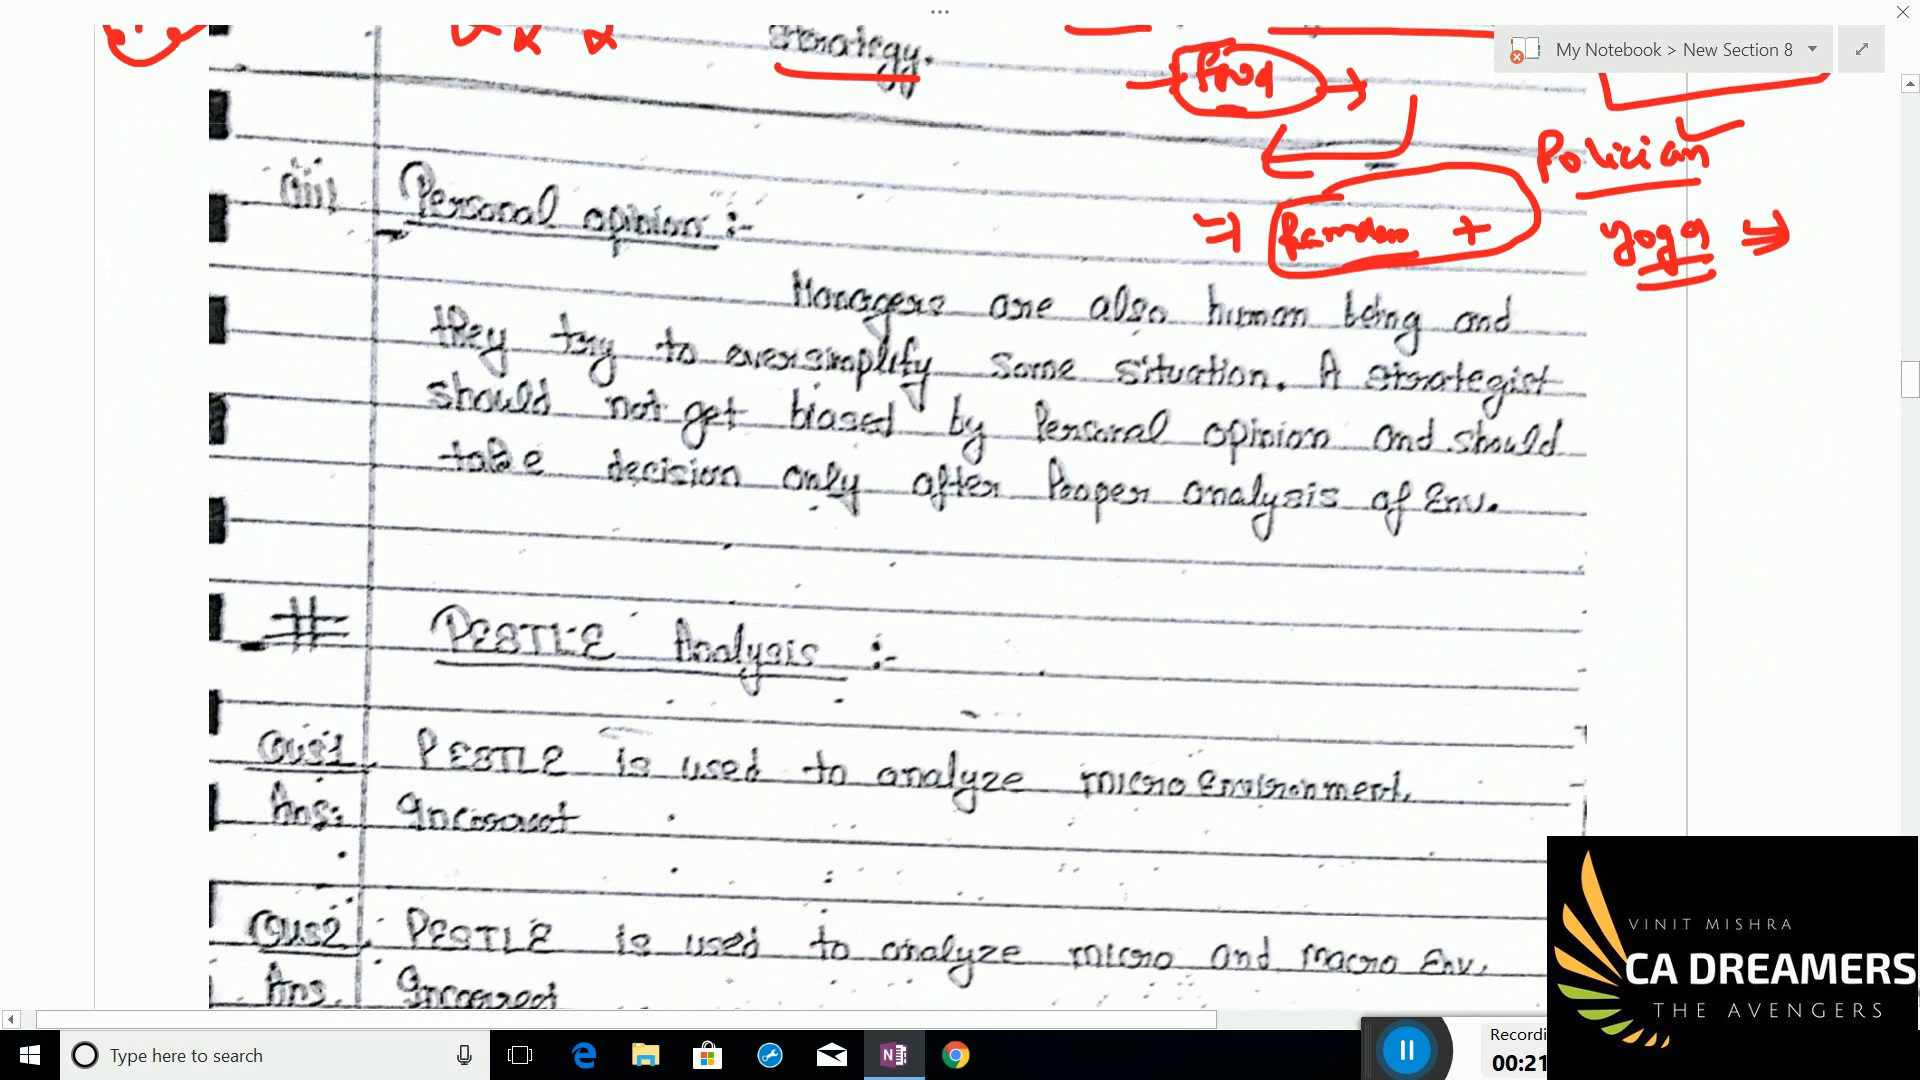 strategy.
Food
My Notebook > New Section 8
Polician
Ramdev +
yoga
(iii) Personal opinion :-
Managers are also human being and
they try to oversimplify some situation. A strategist
should not get biased by Personal opinion and should
take decision only after Proper analysis of Env.
# PESTLE Analysis :-
Ques1. PESTLE is used to analyze micro Environment.
Ans: Incorrect
Ques2. PESTLE is used to analyze micro and macro Env.
Ans. Incorrect
VINIT MISHRA
CA DREAMERS
THE AVENGERS
Type here to search
Recordi
00:21